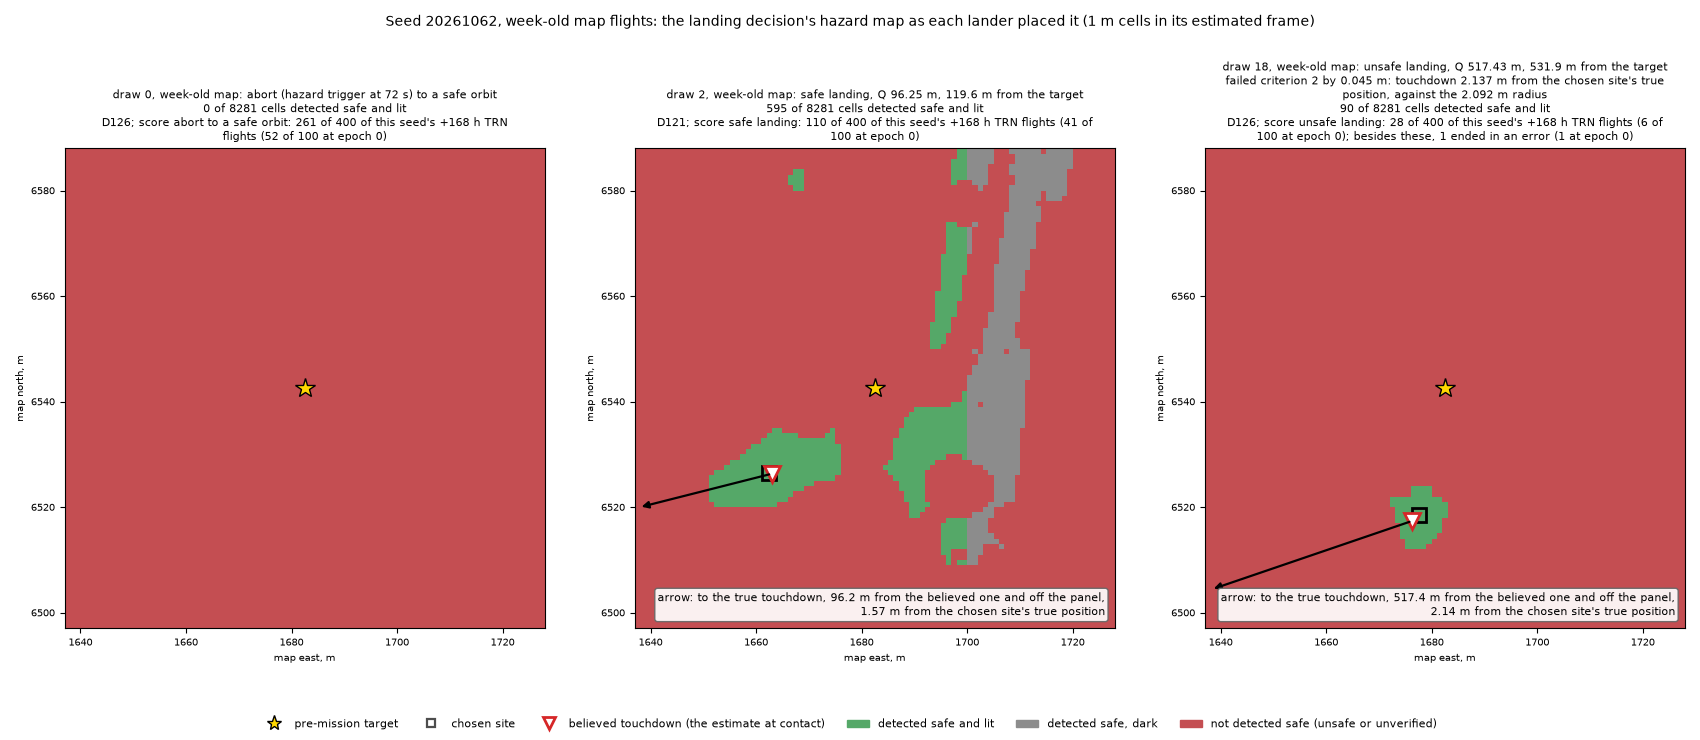 Seed 20261062, week-old map flights: the landing decision's hazard map as each lander placed it (1 m cells in its estimated frame)
draw 0, week-old map: abort (hazard trigger at 72 s) to a safe orbit
0 of 8281 cells detected safe and lit
D126; score abort to a safe orbit: 261 of 400 of this seed's +168 h TRN
flights (52 of 100 at epoch 0)
6580
6560
6540
6520
6500
map north, m
1640
1660
1680
1700
1720
map east, m
draw 2, week-old map: safe landing, Q 96.25 m, 119.6 m from the target
595 of 8281 cells detected safe and lit
D121; score safe landing: 110 of 400 of this seed's +168 h TRN flights (41 of
100 at epoch 0)
6580
6560
6540
6520
6500
map north, m
arrow: to the true touchdown, 96.2 m from the believed one and off the panel,
1.57 m from the chosen site's true position
1640
1660
1680
1700
1720
map east, m
draw 18, week-old map: unsafe landing, Q 517.43 m, 531.9 m from the target
failed criterion 2 by 0.045 m: touchdown 2.137 m from the chosen site's true
position, against the 2.092 m radius
90 of 8281 cells detected safe and lit
D126; score unsafe landing: 28 of 400 of this seed's +168 h TRN flights (6 of
100 at epoch 0); besides these, 1 ended in an error (1 at epoch 0)
6580
6560
6540
6520
6500
map north, m
arrow: to the true touchdown, 517.4 m from the believed one and off the panel,
2.14 m from the chosen site's true position
1640
1660
1680
1700
1720
map east, m
pre-mission target
chosen site
believed touchdown (the estimate at contact)
detected safe and lit
detected safe, dark
not detected safe (unsafe or unverified)